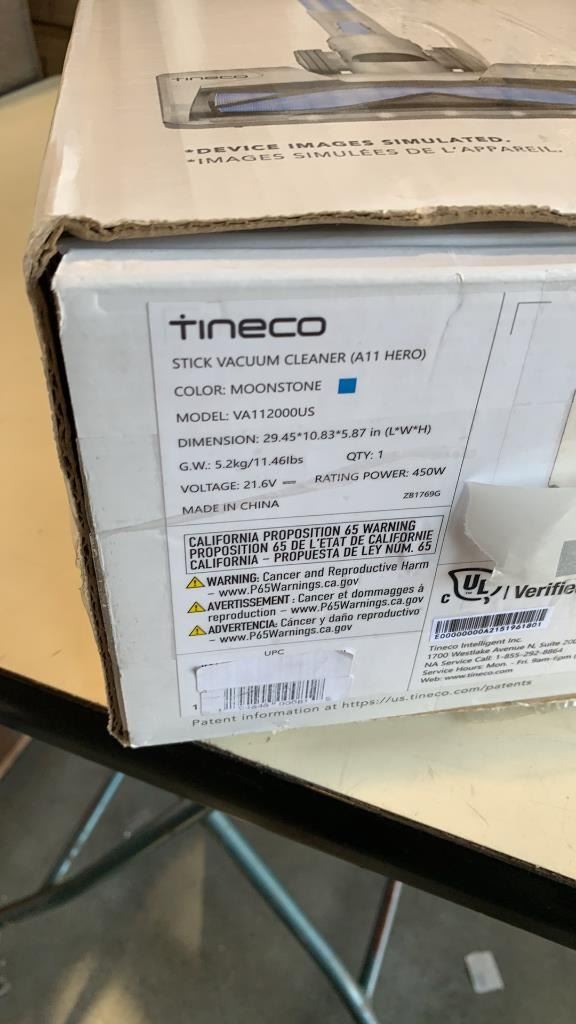 TINECO
*DEVICE IMAGES SIMULATED.
*IMAGES SIMULÉES DE L'APPAREIL.
Tineco
STICK VACUUM CLEANER (A11 HERO)
COLOR: MOONSTONE
MODEL: VA112000US
DIMENSION: 29.45*10.83*5.87 in (L*W*H)
G.W.: 5.2kg/11.46lbs QTY: 1
VOLTAGE: 21.6V ⎓ RATING POWER: 450W
MADE IN CHINA ZB1769G
CALIFORNIA PROPOSITION 65 WARNING
PROPOSITION 65 DE L'ETAT DE CALIFORNIE
CALIFORNIA – PROPUESTA DE LEY NÚM. 65
WARNING: Cancer and Reproductive Harm
- www.P65Warnings.ca.gov
AVERTISSEMENT : Cancer et dommages à
reproduction - www.P65Warnings.ca.gov
ADVERTENCIA: Cáncer y daño reproductivo
- www.P65Warnings.ca.gov
UPC
Patent information at https://us.tineco.com/patents
C UL Verified
E00000000A2151961801
Tineco Intelligent Inc.
1700 Westlake Avenue N, Suite 200
NA Service Call: 1-855-292-8864
Service Hours: Mon. - Fri. 9am-6pm
Web: www.tineco.com